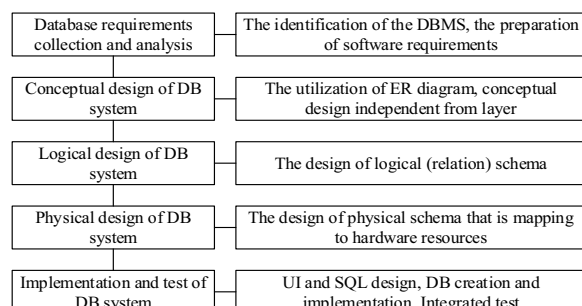 Database requirements
collection and analysis
The identification of the DBMS, the preparation
of software requirements
Conceptual design of DB
system
The utilization of ER diagram, conceptual
design independent from layer
Logical design of DB
system
The design of logical (relation) schema
Physical design of DB
system
The design of physical schema that is mapping
to hardware resources
Implementation and test of
DB system
UI and SQL design, DB creation and
implementation, Integrated test